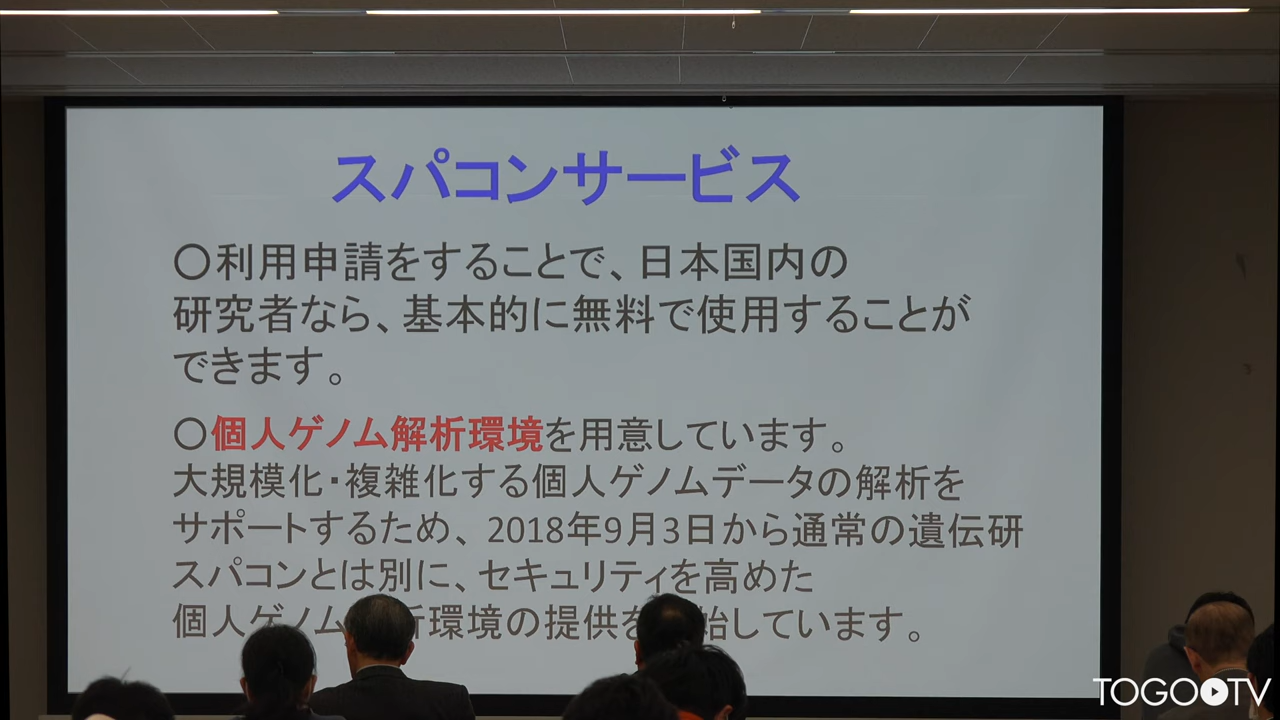 スパコンサービス
〇利用申請をすることで、日本国内の
研究者なら、基本的に無料で使用することが
できます。
〇個人ゲノム解析環境を用意しています。
大規模化・複雑化する個人ゲノムデータの解析を
サポートするため、2018年9月3日から通常の遺伝研
スパコンとは別に、セキュリティを高めた
個人ゲノム 環境の提供を 始しています。
TOGOTV